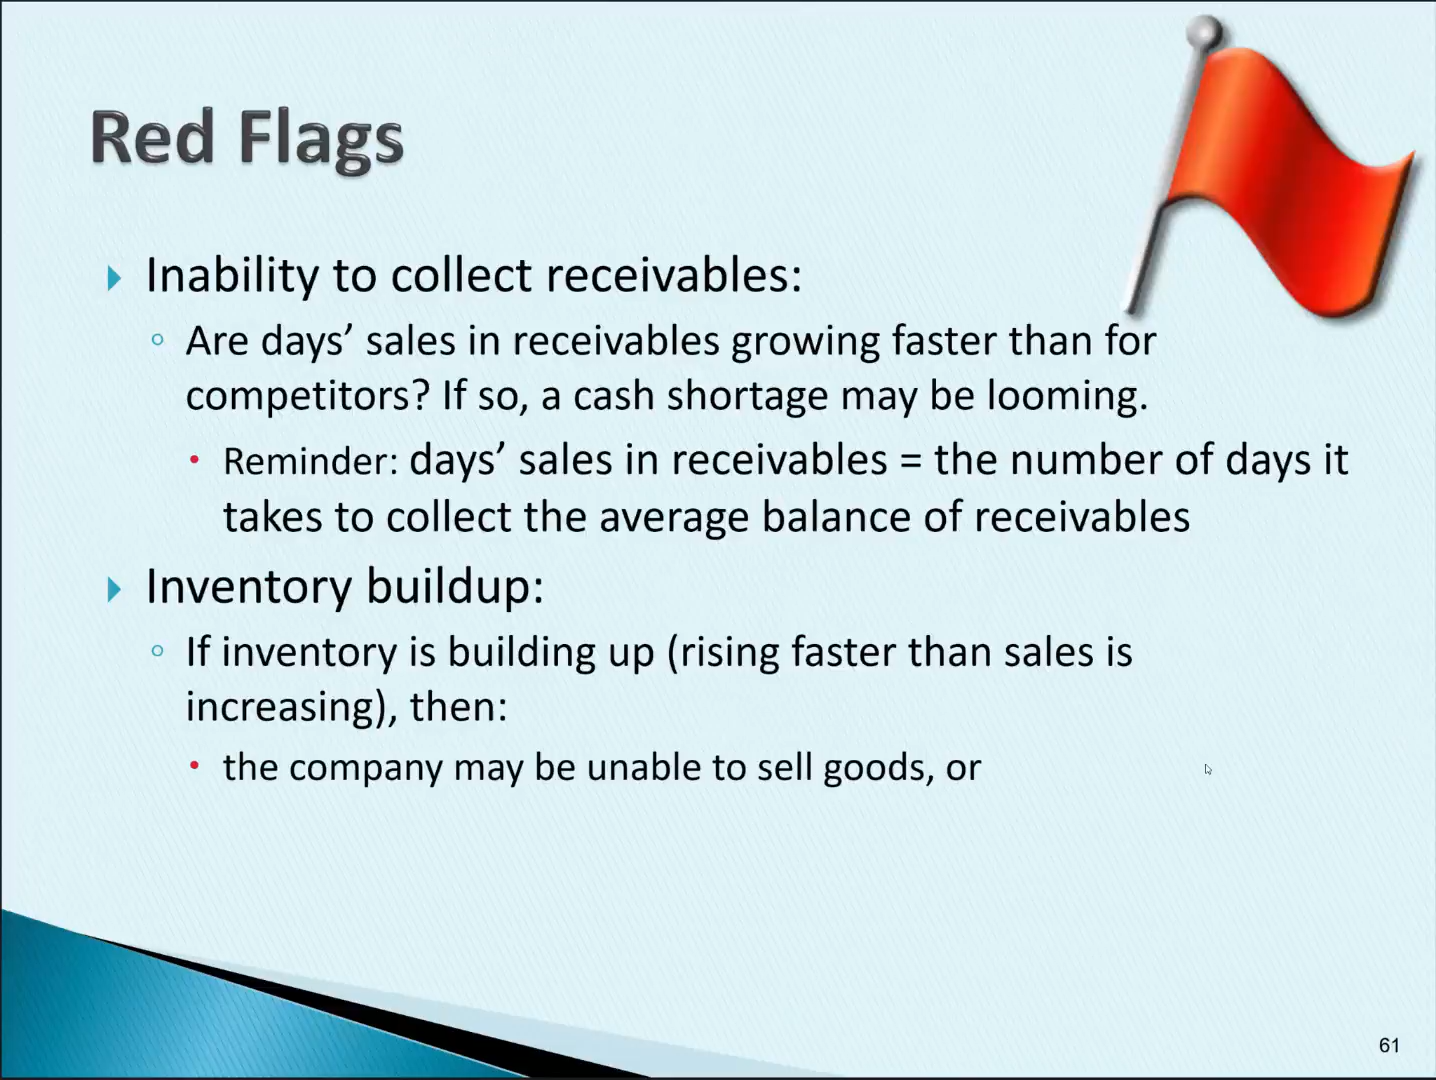 Red Flags
Inability to collect receivables:
Are days’ sales in receivables growing faster than for
competitors? If so, a cash shortage may be looming.
Reminder: days’ sales in receivables = the number of days it
takes to collect the average balance of receivables
Inventory buildup:
If inventory is building up (rising faster than sales is
increasing), then:
the company may be unable to sell goods, or
61